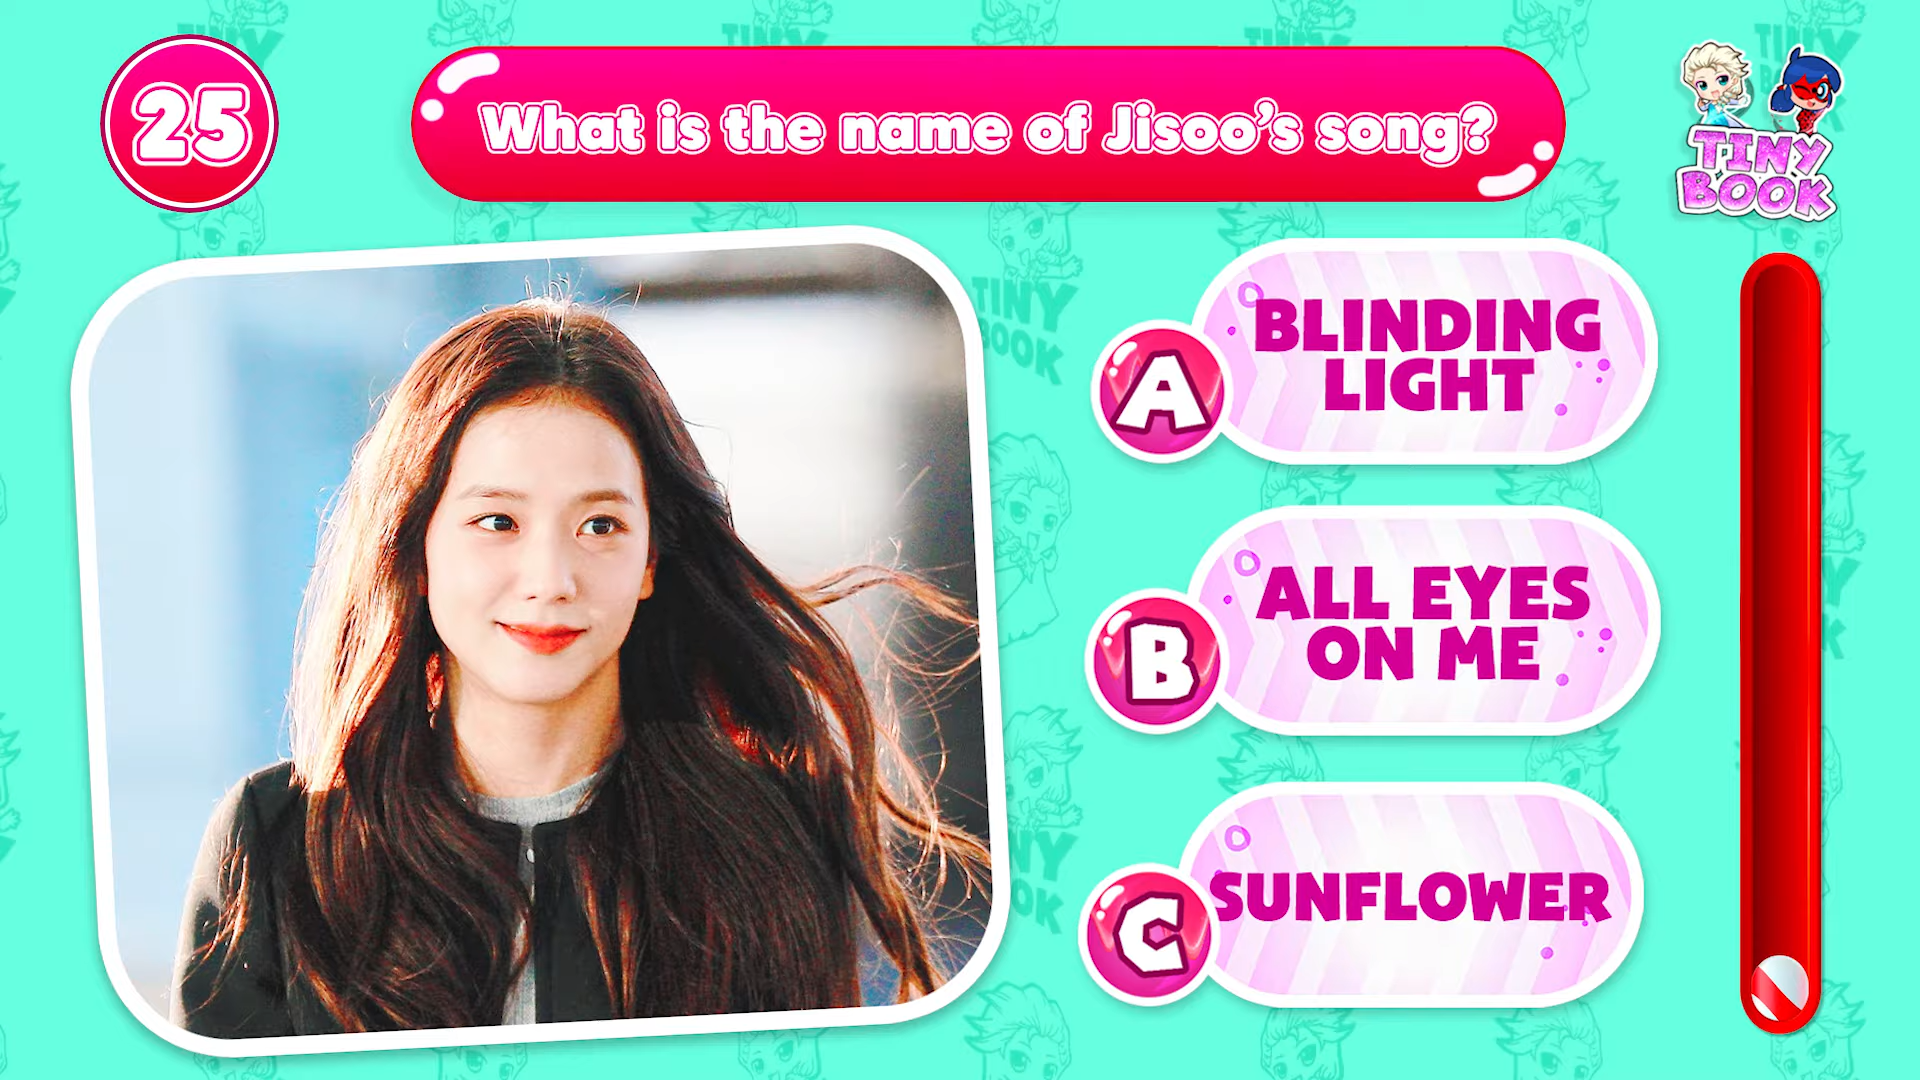 25
What is the name of Jisoo's song?
TINY
BOOK
A
BLINDING
LIGHT
B
ALL EYES
ON ME
C
SUNFLOWER